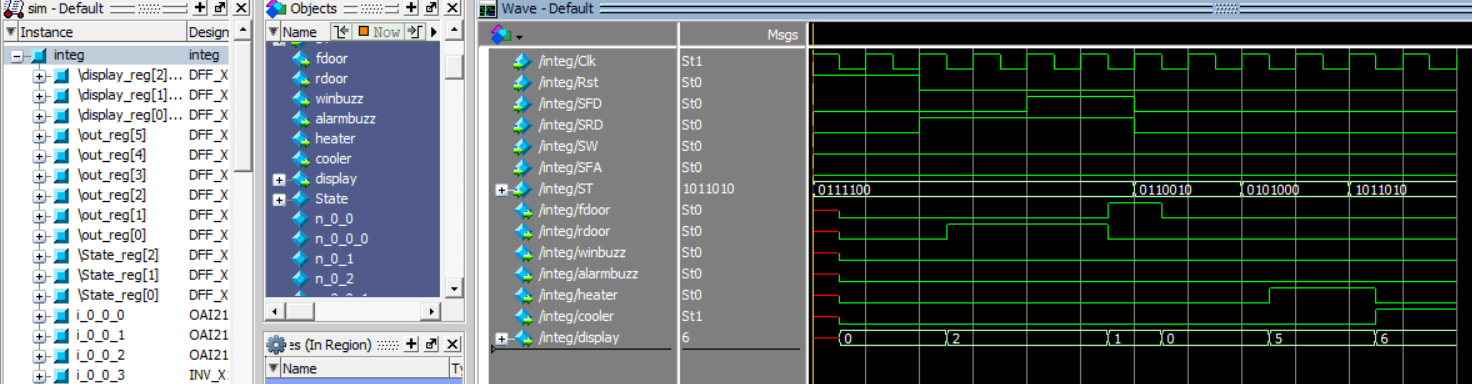 sim - Default
Instance Design
integ integ
\display_reg[2]... DFF_X
\display_reg[1]... DFF_X
\display_reg[0]... DFF_X
\out_reg[5] DFF_X
\out_reg[4] DFF_X
\out_reg[3] DFF_X
\out_reg[2] DFF_X
\out_reg[1] DFF_X
\out_reg[0] DFF_X
\State_reg[2] DFF_X
\State_reg[1] DFF_X
\State_reg[0] DFF_X
i_0_0_0 OAI21
i_0_0_1 OAI21
i_0_0_2 OAI21
i_0_0_3 INV_X
Objects
Name Now
fdoor
rdoor
winbuzz
alarmbuzz
heater
cooler
display
State
n_0_0
n_0_0_0
n_0_1
n_0_2
es (In Region)
Name Ty
Wave - Default
Msgs
/integ/Clk St1
/integ/Rst St0
/integ/SFD St0
/integ/SRD St0
/integ/SW St0
/integ/SFA St0
/integ/ST 1011010 0111100 0110010 0101000 1011010
/integ/fdoor St0
/integ/rdoor St0
/integ/winbuzz St0
/integ/alarmbuzz St0
/integ/heater St0
/integ/cooler St1
/integ/display 6 0 2 1 0 5 6